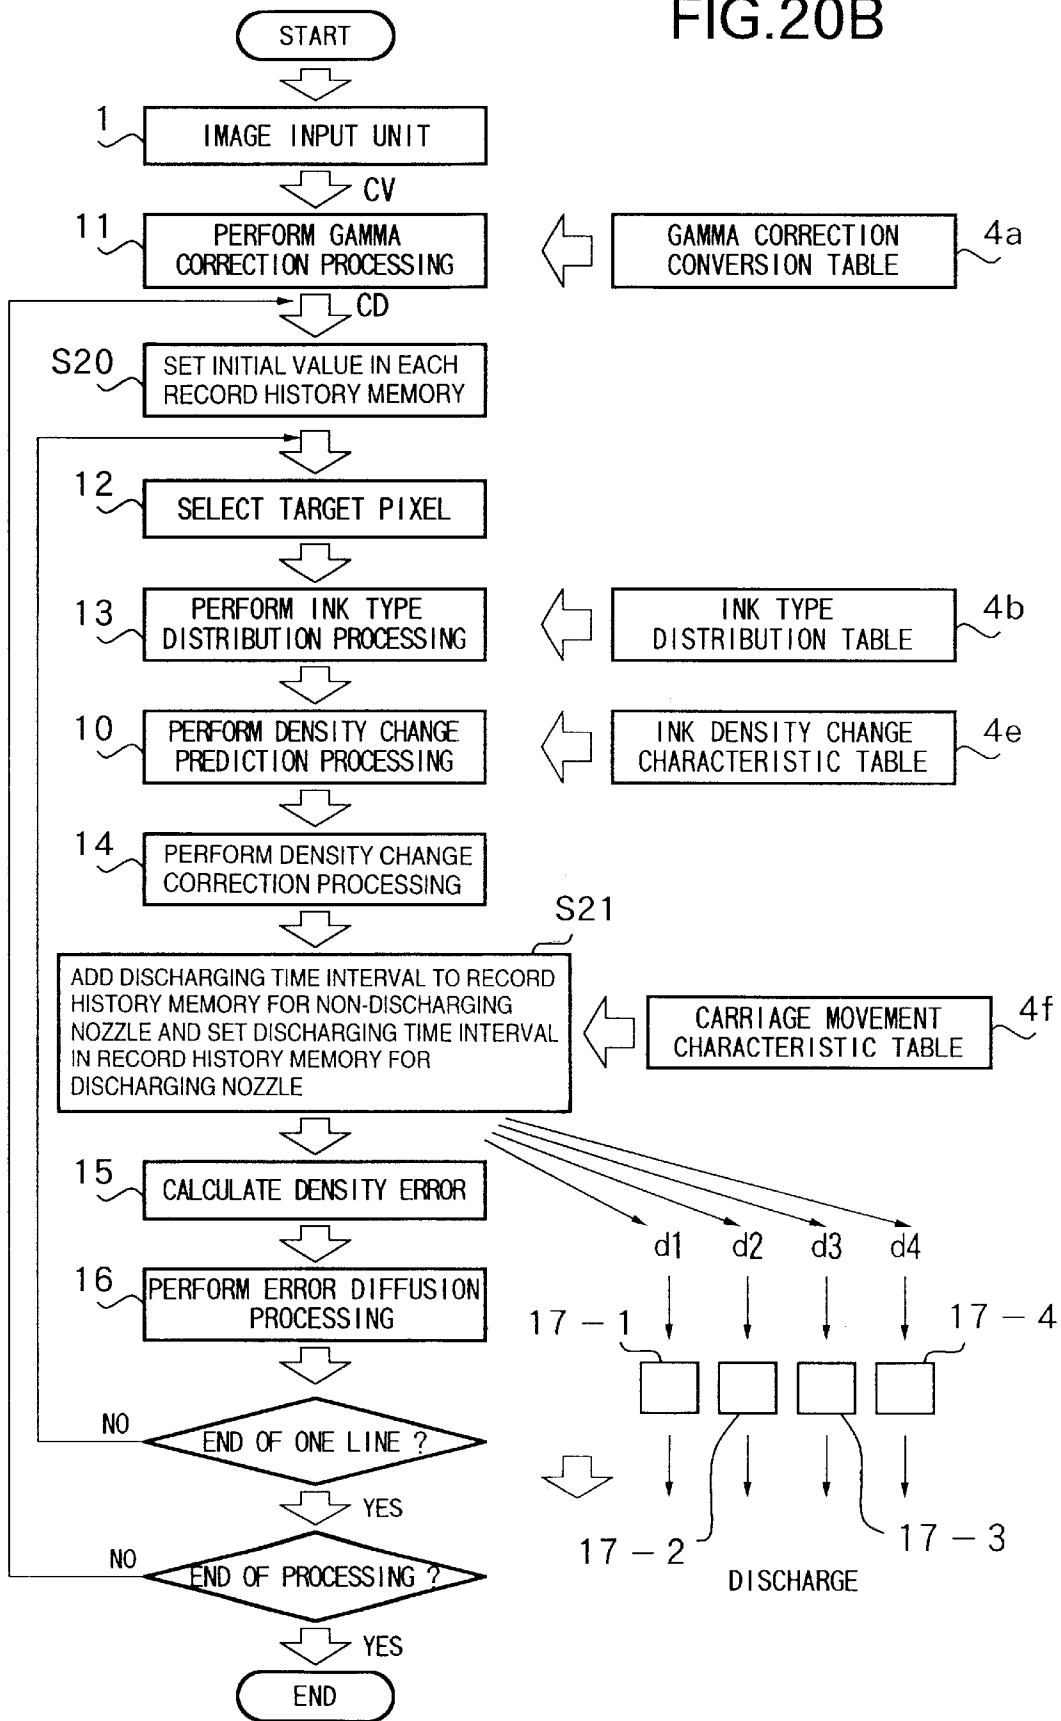 FIG.20B
START
1
IMAGE INPUT UNIT
CV
11
PERFORM GAMMA
CORRECTION PROCESSING
GAMMA CORRECTION
CONVERSION TABLE
4a
CD
S20
SET INITIAL VALUE IN EACH
RECORD HISTORY MEMORY
12
SELECT TARGET PIXEL
13
PERFORM INK TYPE
DISTRIBUTION PROCESSING
INK TYPE
DISTRIBUTION TABLE
4b
10
PERFORM DENSITY CHANGE
PREDICTION PROCESSING
INK DENSITY CHANGE
CHARACTERISTIC TABLE
4e
14
PERFORM DENSITY CHANGE
CORRECTION PROCESSING
S21
ADD DISCHARGING TIME INTERVAL TO RECORD
HISTORY MEMORY FOR NON-DISCHARGING
NOZZLE AND SET DISCHARGING TIME INTERVAL
IN RECORD HISTORY MEMORY FOR
DISCHARGING NOZZLE
CARRIAGE MOVEMENT
CHARACTERISTIC TABLE
4f
15
CALCULATE DENSITY ERROR
d1 d2 d3 d4
16
PERFORM ERROR DIFFUSION
PROCESSING
17-1
17-4
NO
END OF ONE LINE ?
YES
17-2
17-3
NO
END OF PROCESSING ?
DISCHARGE
YES
END